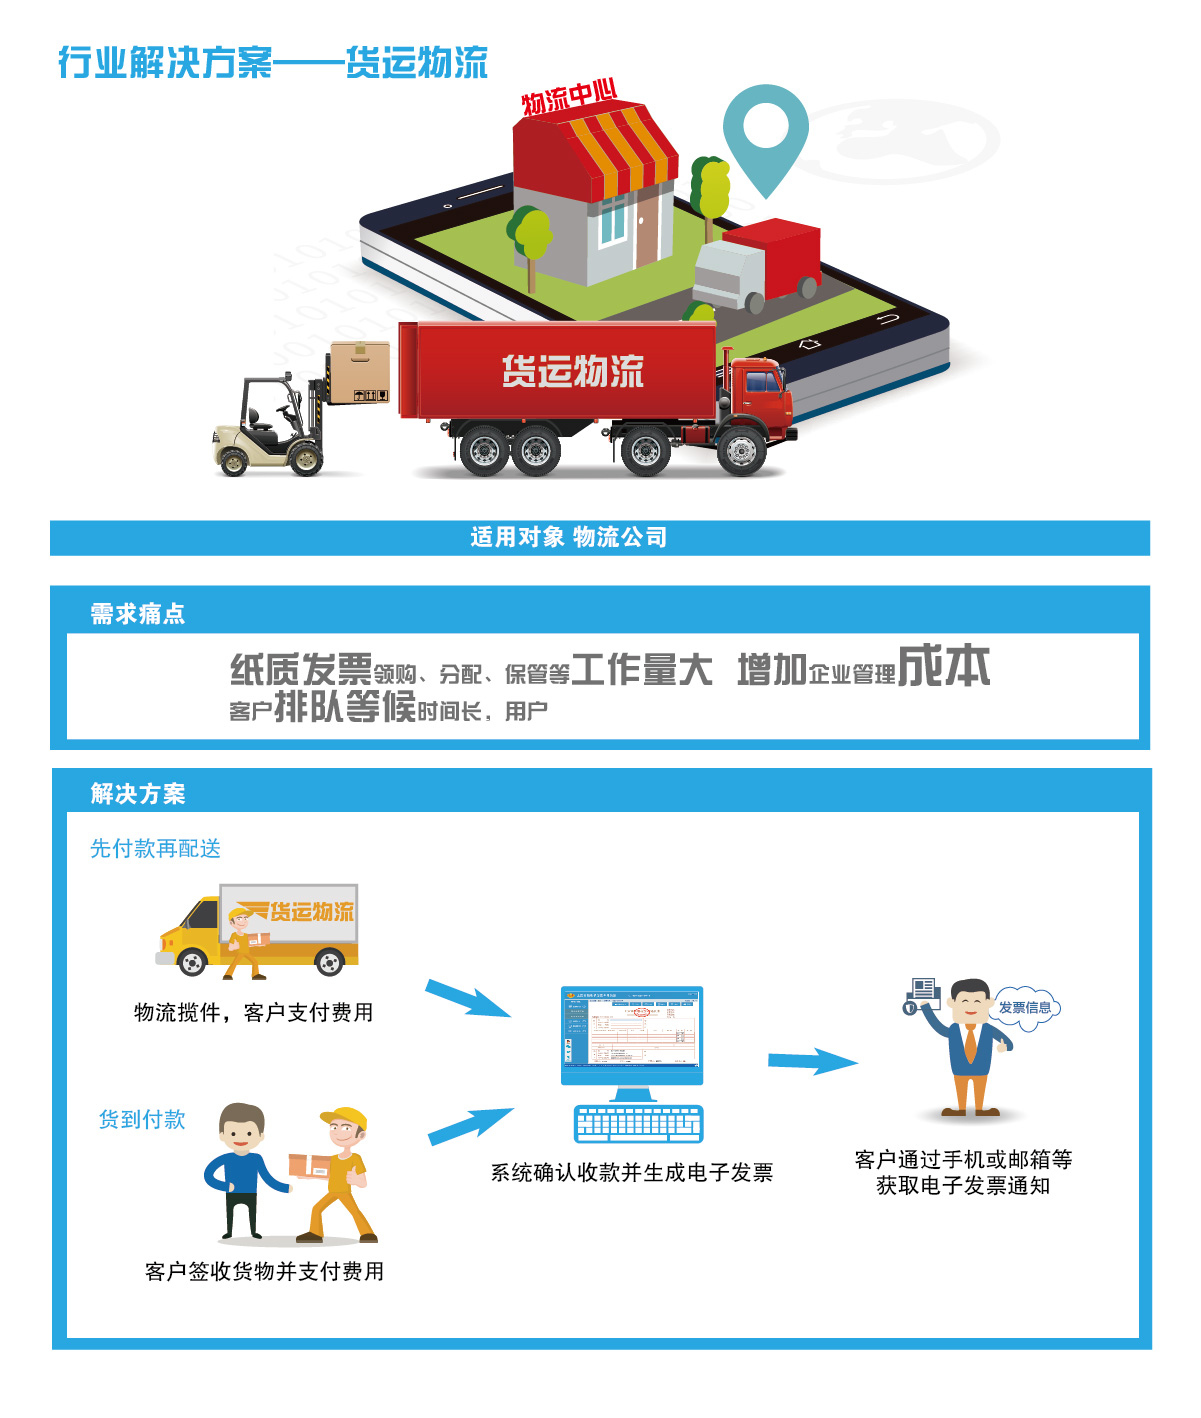 行业解决方案——货运物流
物流中心
货运物流
适用对象 物流公司
需求痛点
纸质发票领购、分配、保管等工作量大 增加企业管理成本
客户排队等候时间长，用户
解决方案
先付款再配送
货运物流
物流揽件，客户支付费用
货到付款
客户签收货物并支付费用
系统确认收款并生成电子发票
发票信息
客户通过手机或邮箱等
获取电子发票通知